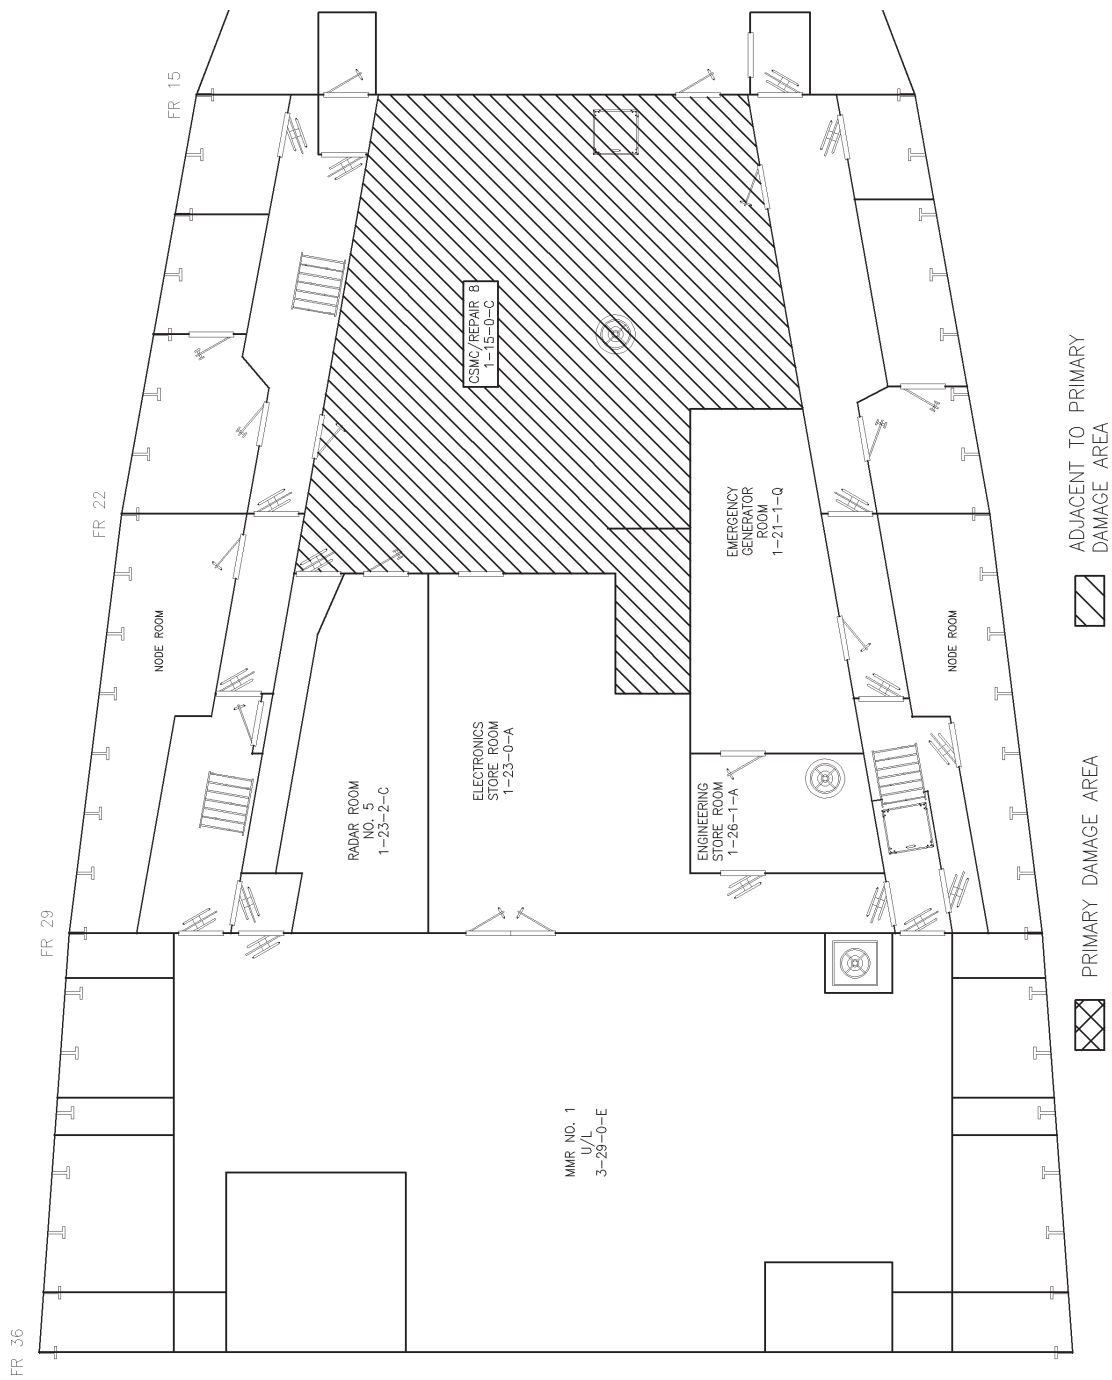 FR 15
FR 22
FR 29
FR 36
CSMC/REPAIR 8
1-15-0-C
EMERGENCY
GENERATOR
ROOM
1-21-1-Q
NODE ROOM
NODE ROOM
ELECTRONICS
STORE ROOM
1-23-0-A
RADAR ROOM
NO. 5
1-23-2-C
ENGINEERING
STORE ROOM
1-26-1-A
MMR NO. 1
U/L
3-29-0-E
PRIMARY DAMAGE AREA
ADJACENT TO PRIMARY
DAMAGE AREA